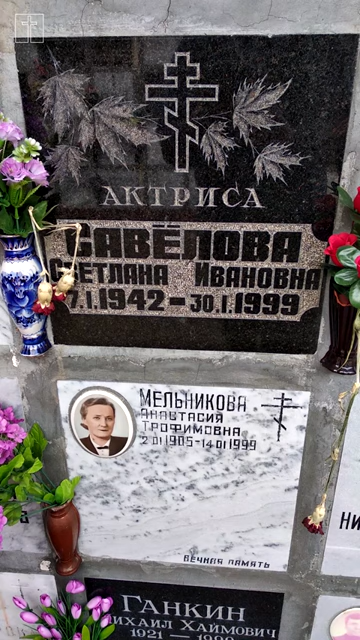 АКТРИСА
САВЁЛОВА
СВЕТЛАНА ИВАНОВНА
7.I.1942 – 30.I.1999
МЕЛЬНИКОВА
АНАСТАСИЯ
ТРОФИМОВНА
2.01.1905-14.01.1999
ВЕЧНАЯ ПАМЯТЬ
ГАНКИН
МИХАИЛ ХАЙМОВИЧ
1921 –